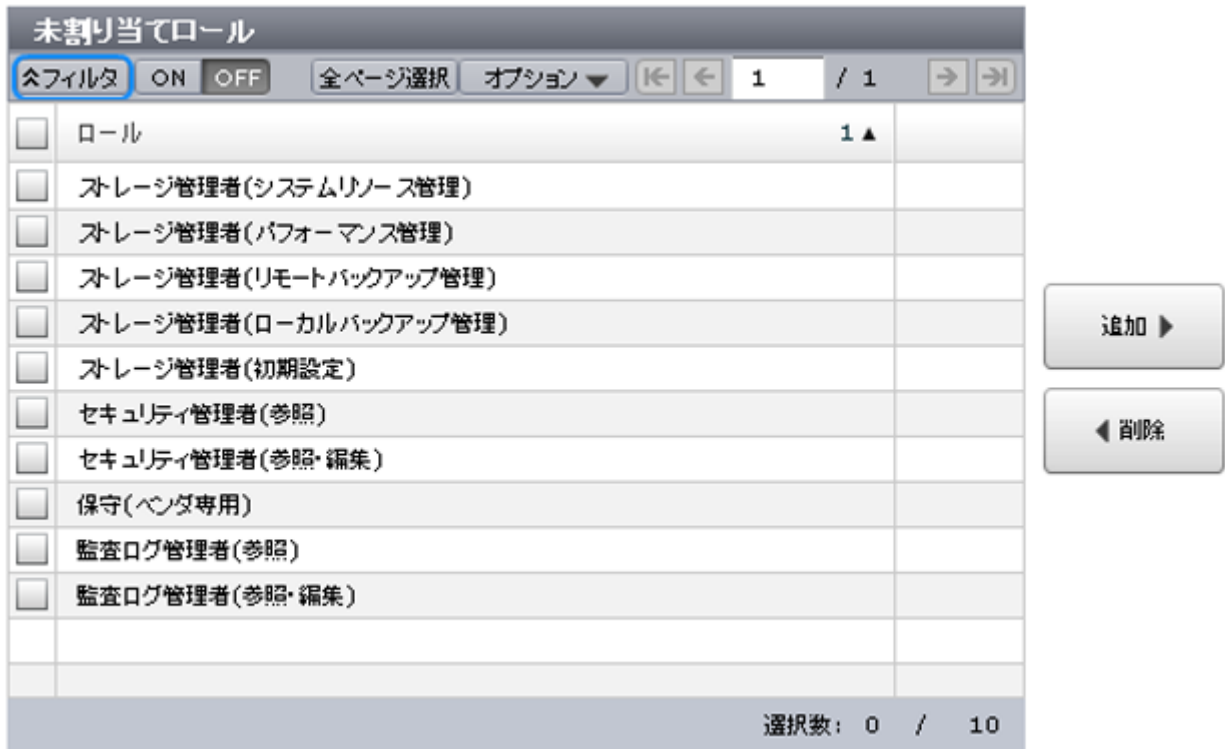 未割り当てロール
フィルタ ON OFF 全ページ選択 オプション 1 / 1
ロール 1▲
ストレージ管理者(システムリソース管理)
ストレージ管理者(パフォーマンス管理)
ストレージ管理者(リモートバックアップ管理)
ストレージ管理者(ローカルバックアップ管理)
ストレージ管理者(初期設定)
セキュリティ管理者(参照)
セキュリティ管理者(参照・編集)
保守(ベンダ専用)
監査ログ管理者(参照)
監査ログ管理者(参照・編集)
追加 ▶
◀ 削除
選択数: 0 / 10